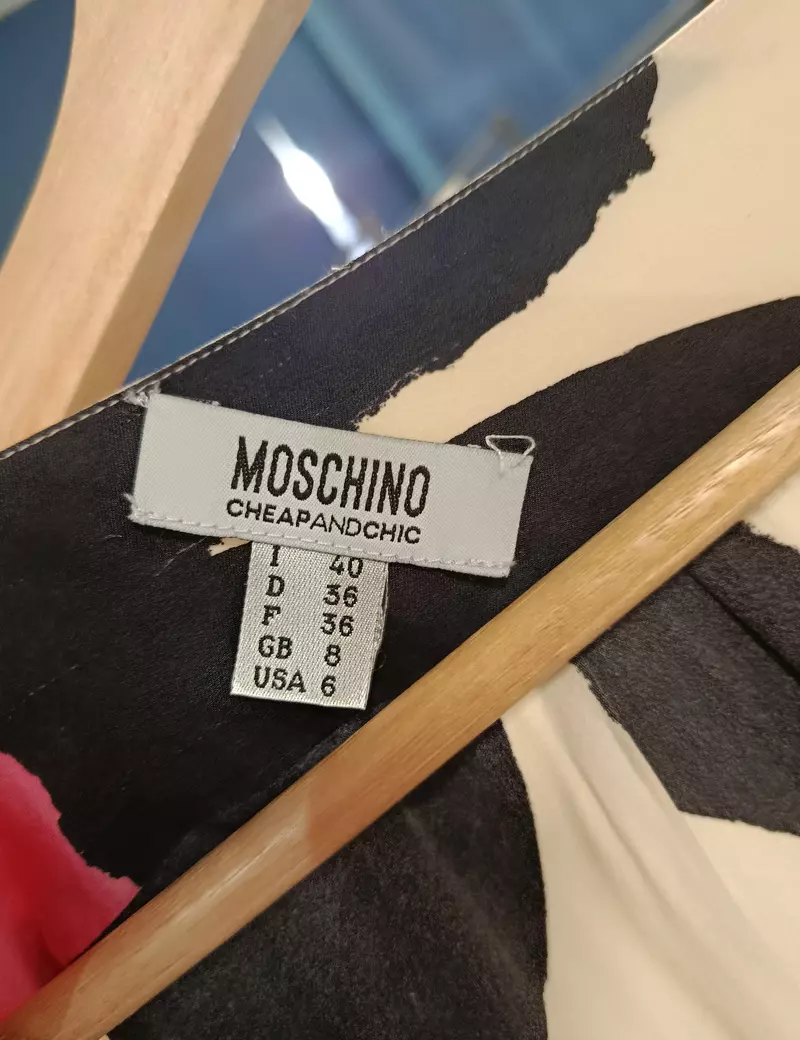 MOSCHINO
CHEAPANDCHIC
I 40
D 36
F 36
GB 8
USA 6